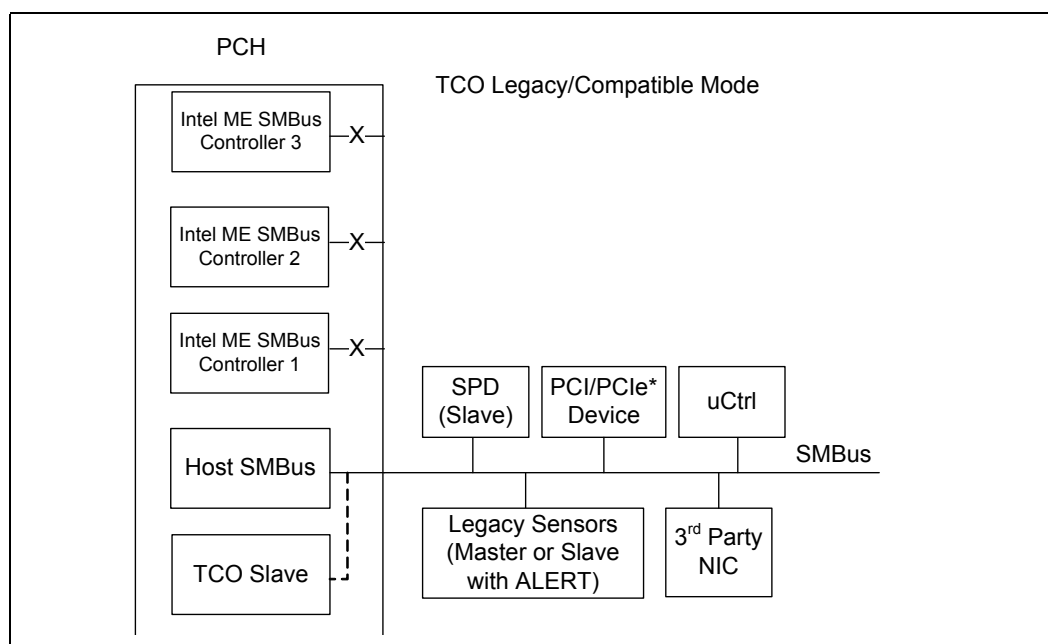 PCH
TCO Legacy/Compatible Mode
Intel ME SMBus
Controller 3
X
Intel ME SMBus
Controller 2
X
Intel ME SMBus
Controller 1
X
SPD
(Slave)
PCI/PCIe*
Device
uCtrl
Host SMBus
SMBus
Legacy Sensors
(Master or Slave
with ALERT)
3rd Party
NIC
TCO Slave